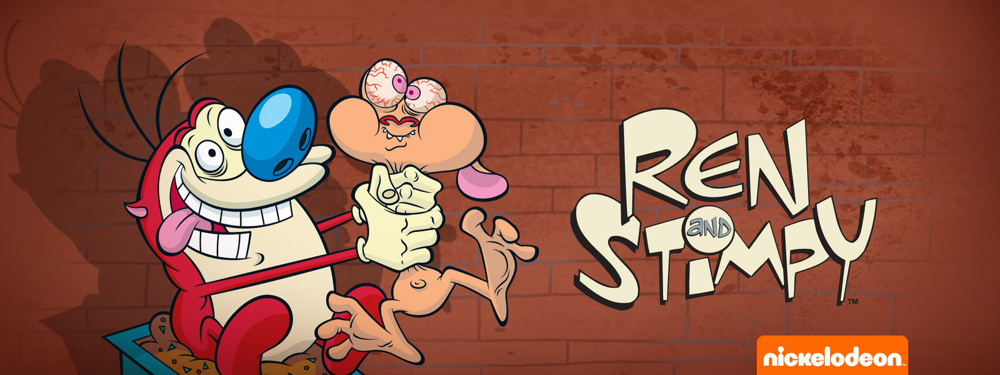 REN
AND
STIMPY
TM
nickelodeon